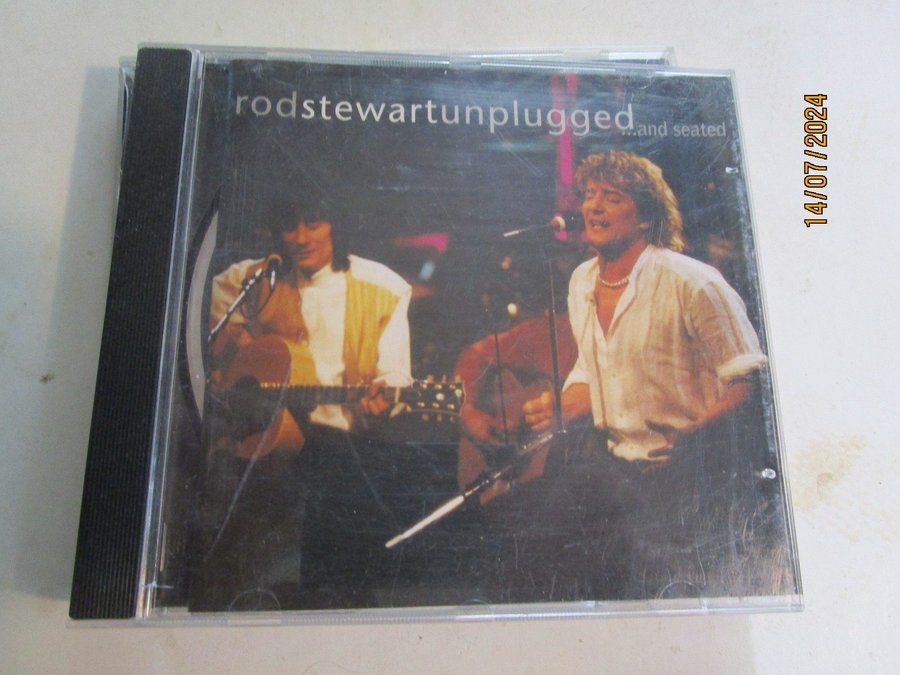 rodstewartunplugged
...and seated
14/07/2024